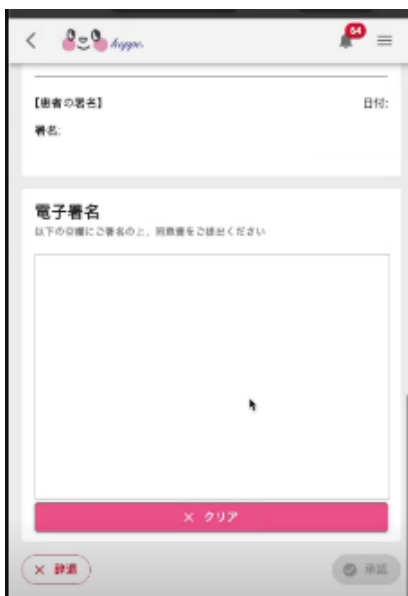 hoppe.
64
【患者の署名】 日付:
署名:
電子署名
以下の空欄にご署名の上、同意書をご提出ください
× クリア
× 辞退
承認